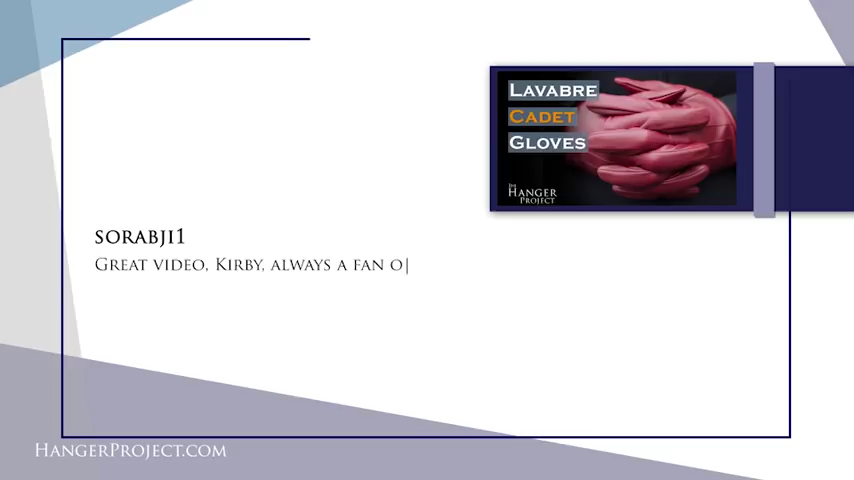 LAVABRE
CADET
GLOVES
THE
HANGER
PROJECT
SORABJI1
GREAT VIDEO, KIRBY, ALWAYS A FAN O|
HANGERPROJECT.COM